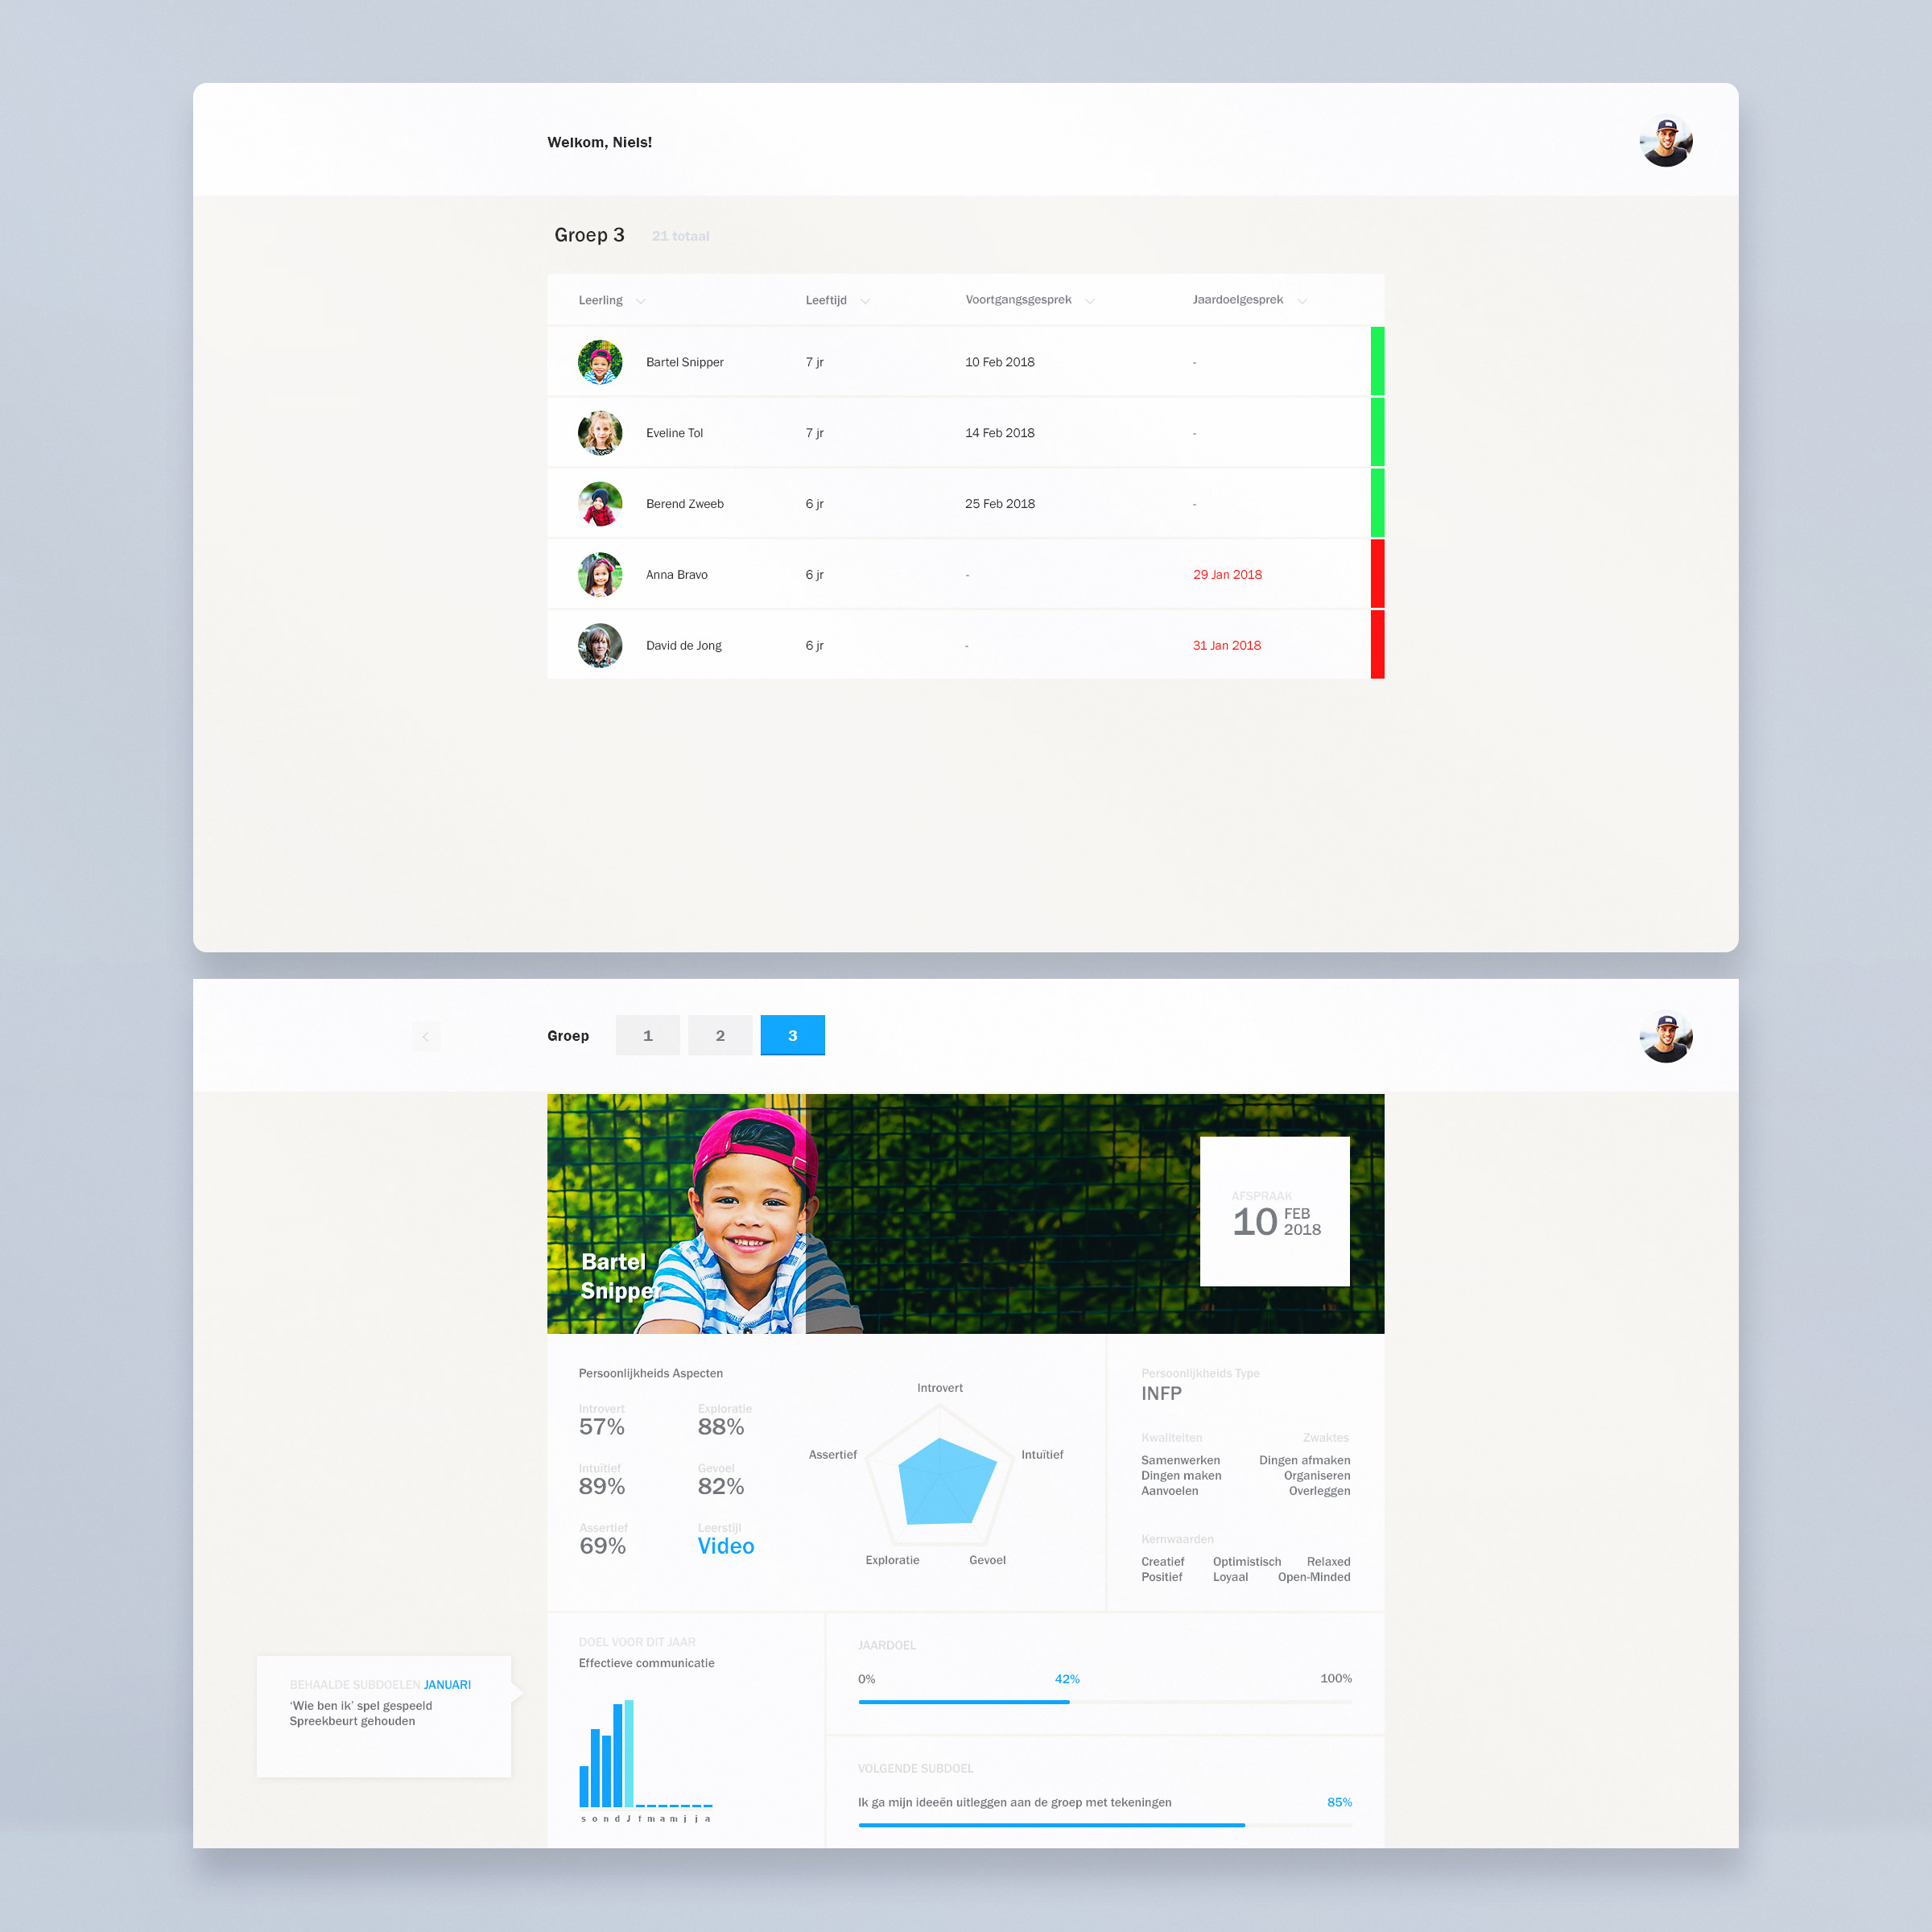 Welkom, Niels!
Groep 3 21 totaal
Leerling Leeftijd Voortgangsgesprek Jaardoelgesprek
Bartel Snipper 7 jr 10 Feb 2018 -
Eveline Tol 7 jr 14 Feb 2018 -
Berend Zweeb 6 jr 25 Feb 2018 -
Anna Bravo 6 jr - 29 Jan 2018
David de Jong 6 jr - 31 Jan 2018
Groep 1 2 3
Bartel
Snipper
AFSPRAAK
10 FEB
2018
Persoonlijkheids Aspecten
Introvert Exploratie
57% 88%
Intuïtief Gevoel
89% 82%
Assertief Leerstijl
69% Video
Introvert
Assertief Intuïtief
Exploratie Gevoel
Persoonlijkheids Type
INFP
Kwaliteiten Zwaktes
Samenwerken Dingen afmaken
Dingen maken Organiseren
Aanvoelen Overleggen
Kernwaarden
Creatief Optimistisch Relaxed
Positief Loyaal Open-Minded
BEHAALDE SUBDOELEN JANUARI
‘Wie ben ik’ spel gespeeld
Spreekbeurt gehouden
DOEL VOOR DIT JAAR
Effectieve communicatie
s o n d J f m a m j j a
JAARDOEL
0% 42% 100%
VOLGENDE SUBDOEL
Ik ga mijn ideeën uitleggen aan de groep met tekeningen 85%